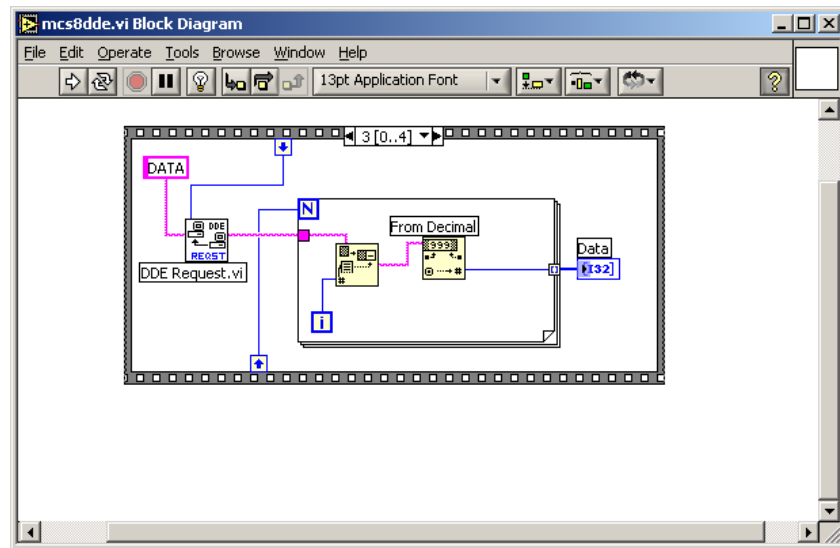 mcs8dde.vi Block Diagram
File Edit Operate Tools Browse Window Help
13pt Application Font
?
3 [0..4]
DATA
N
DDE
REQST
DDE Request.vi
From Decimal
999
#
#
i
Data
[I32]